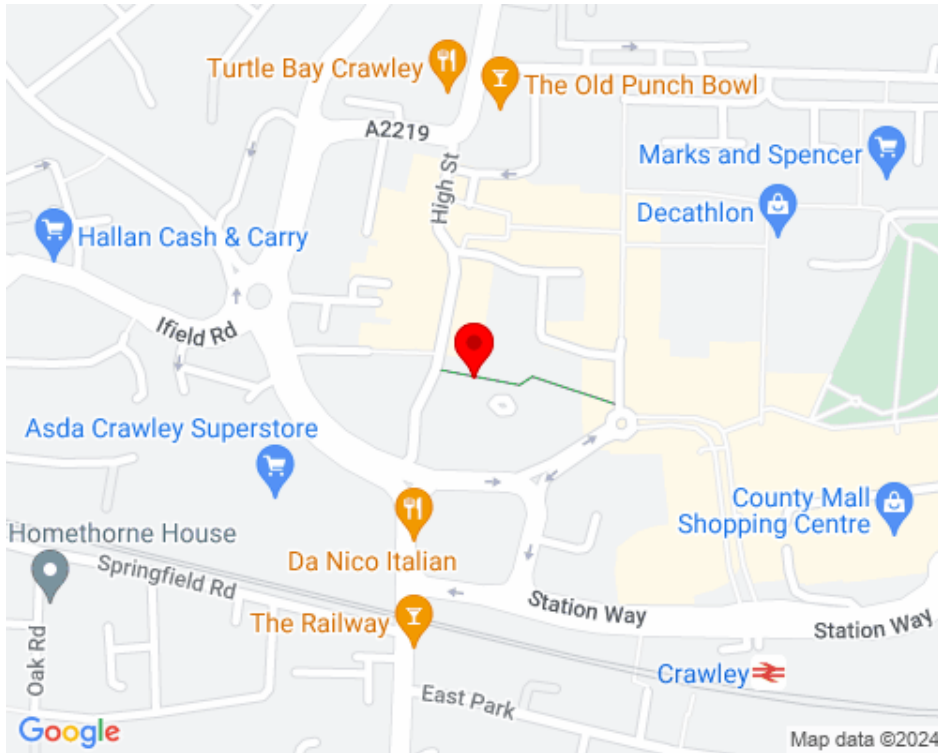 Turtle Bay Crawley
The Old Punch Bowl
A2219
Marks and Spencer
High St
Decathlon
Hallan Cash & Carry
Ifield Rd
Asda Crawley Superstore
County Mall
Shopping Centre
Homethorne House
Da Nico Italian
Springfield Rd
Station Way
The Railway
Station Way
Oak Rd
Crawley
East Park
Google
Map data ©2024